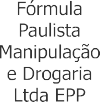 Fórmula
Paulista
Manipulação
e Drogaria
Ltda EPP